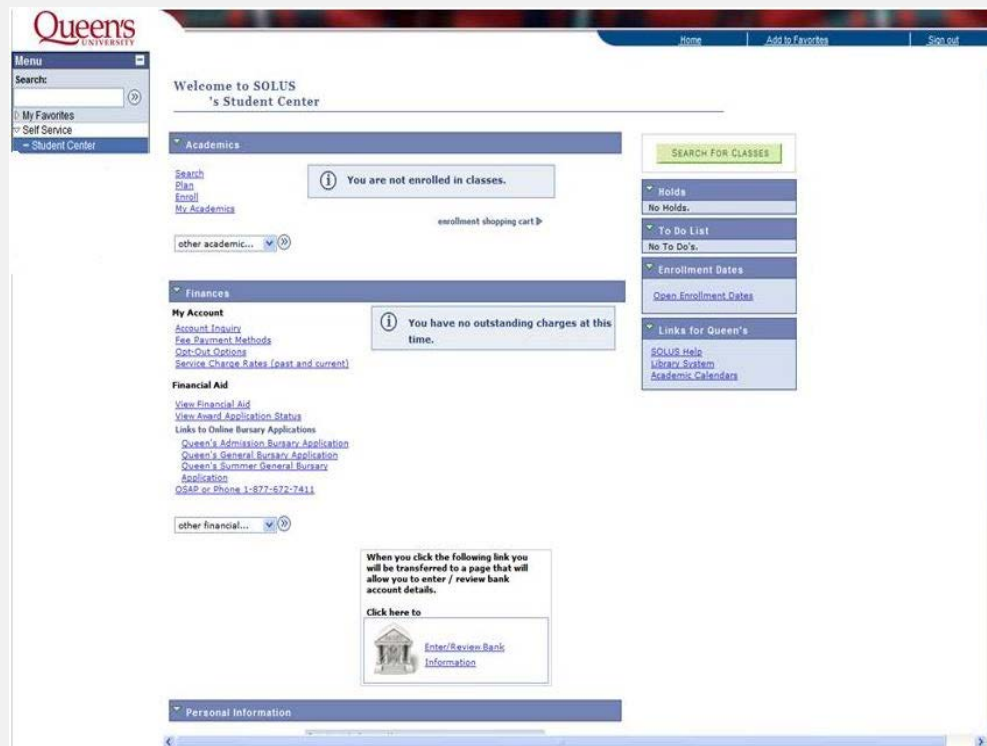 Queen's
UNIVERSITY
Home
Add to Favorites
Sign out
Menu
Search:
My Favorites
Self Service
Student Center
Welcome to SOLUS
's Student Center
Academics
Search
Plan
Enroll
My Academics
You are not enrolled in classes.
enrollment shopping cart
other academic...
Finances
My Account
Account Inquiry
Fee Payment Methods
Opt-Out Options
Service Charge Rates (past and current)
You have no outstanding charges at this
time.
Financial Aid
View Financial Aid
View Award Application Status
Links to Online Bursary Applications
Queen's Admission Bursary Application
Queen's General Bursary Application
Queen's Summer General Bursary
Application
OSAP or Phone 1-877-672-7411
other financial...
When you click the following link you
will be transferred to a page that will
allow you to enter / review bank
account details.
Click here to
Enter/Review Bank
Information
Personal Information
SEARCH FOR CLASSES
Holds
No Holds.
To Do List
No To Do's.
Enrollment Dates
Open Enrollment Dates
Links for Queen's
SOLUS Help
Library System
Academic Calendars